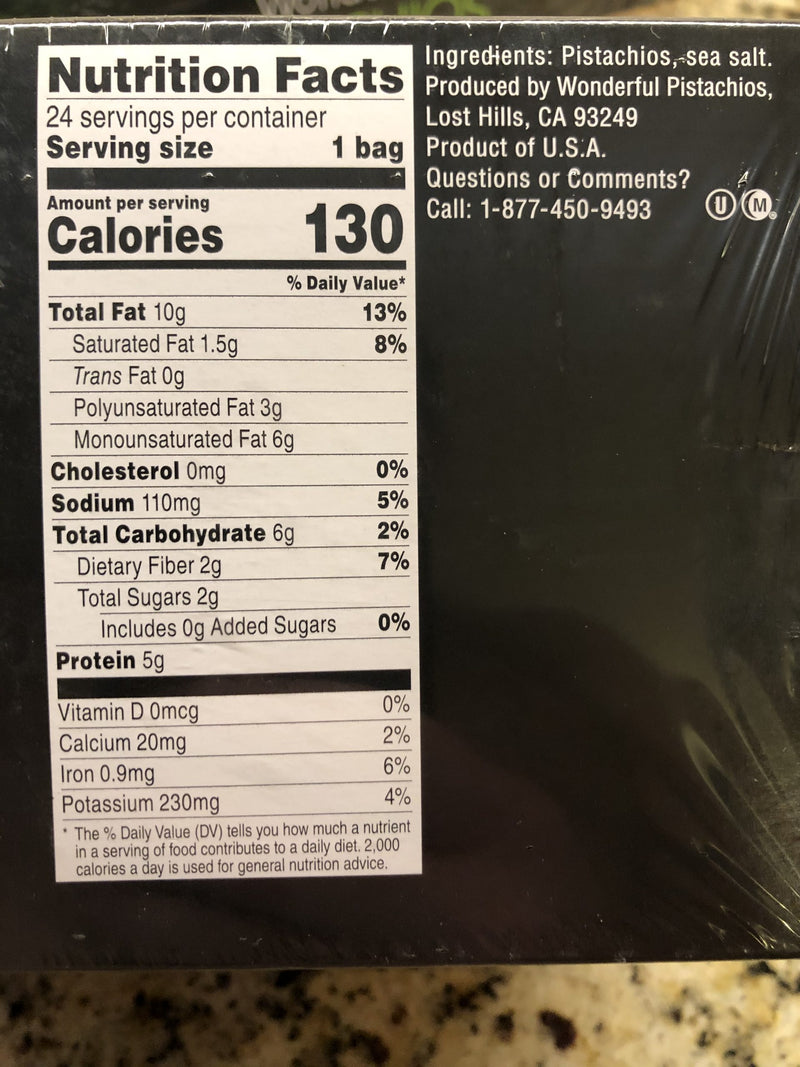 Nutrition Facts
24 servings per container
Serving size 1 bag
Amount per serving
Calories 130
% Daily Value*
Total Fat 10g 13%
Saturated Fat 1.5g 8%
Trans Fat 0g
Polyunsaturated Fat 3g
Monounsaturated Fat 6g
Cholesterol 0mg 0%
Sodium 110mg 5%
Total Carbohydrate 6g 2%
Dietary Fiber 2g 7%
Total Sugars 2g
Includes 0g Added Sugars 0%
Protein 5g
Vitamin D 0mcg 0%
Calcium 20mg 2%
Iron 0.9mg 6%
Potassium 230mg 4%
* The % Daily Value (DV) tells you how much a nutrient
in a serving of food contributes to a daily diet. 2,000
calories a day is used for general nutrition advice.
Ingredients: Pistachios, sea salt.
Produced by Wonderful Pistachios,
Lost Hills, CA 93249
Product of U.S.A.
Questions or Comments?
Call: 1-877-450-9493
U M